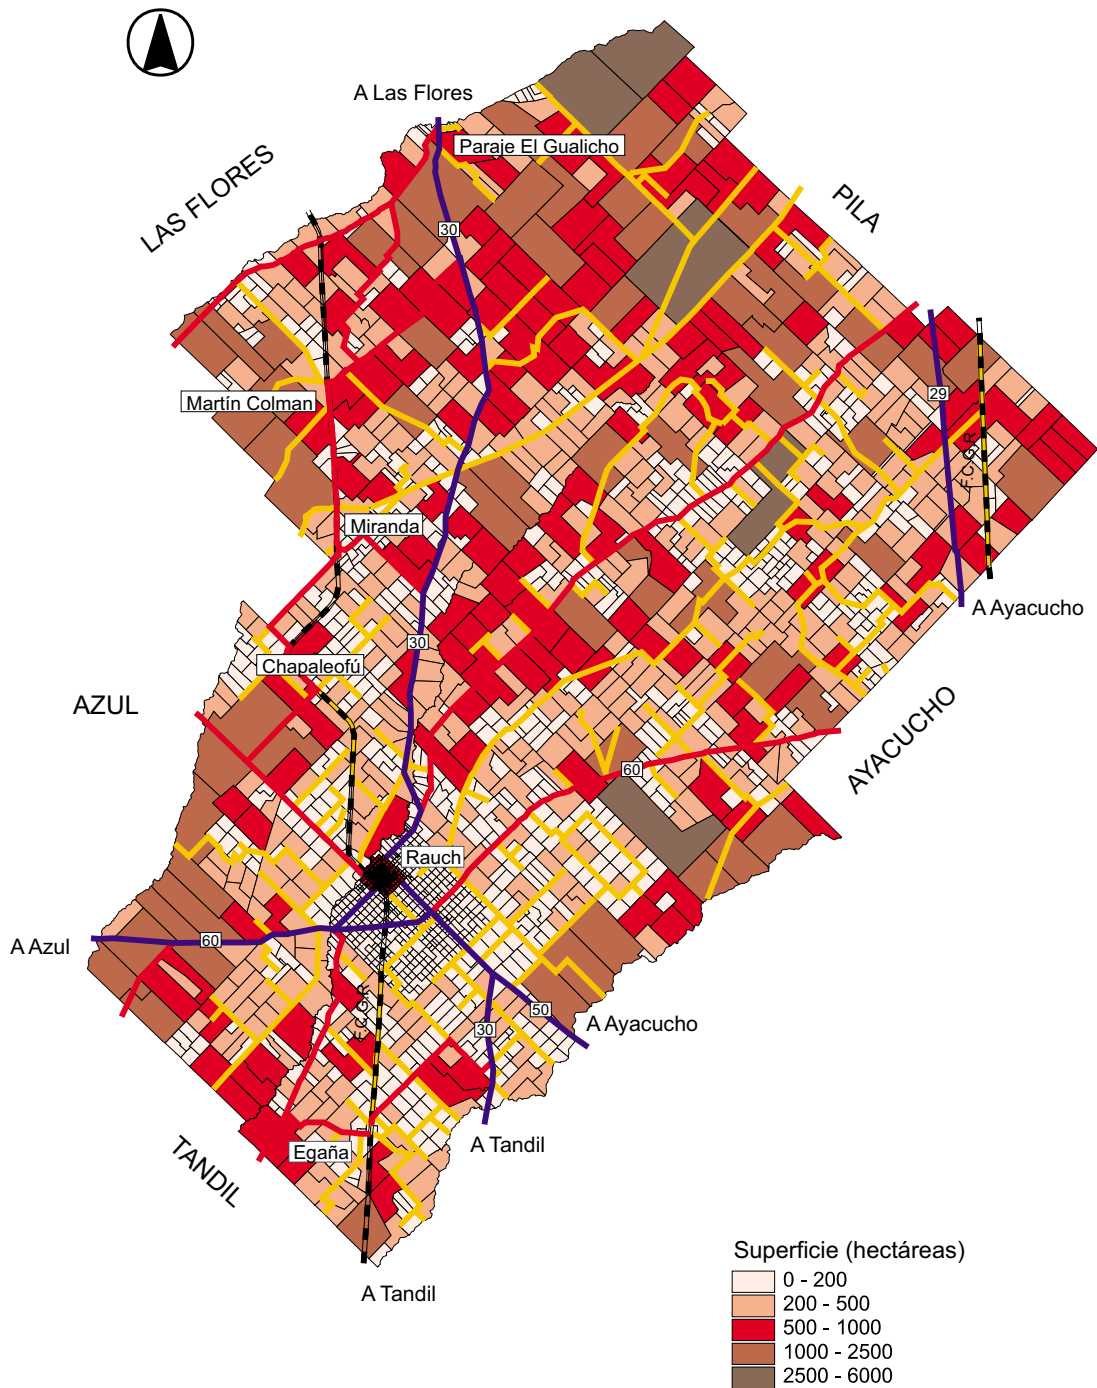 A Las Flores
Paraje El Gualicho
LAS FLORES
PILA
30
Martín Colman
29
F.C.G.R.
Miranda
A Ayacucho
30
Chapaleofú
AZUL
AYACUCHO
60
Rauch
A Azul
60
F.C.G.R.
50
A Ayacucho
30
A Tandil
Egaña
TANDIL
A Tandil
Superficie (hectáreas)
0 - 200
200 - 500
500 - 1000
1000 - 2500
2500 - 6000